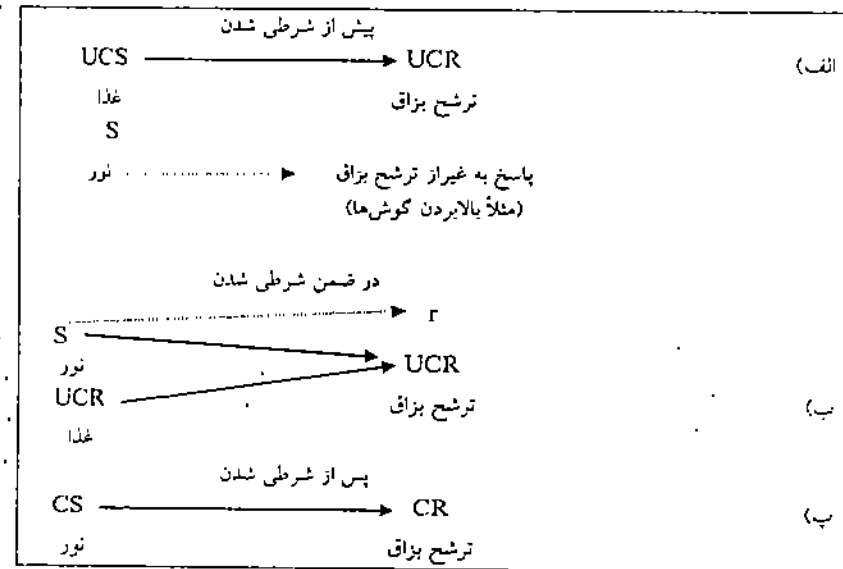 پیش از شرطی شدن
الف) UCS UCR
غذا ترشح بزاق
S
نور پاسخ به غیراز ترشح بزاق
(مثلاً بالابردن گوش‌ها)
در ضمن شرطی شدن
r
S
نور UCR
ب) UCR ترشح بزاق
غذا
پس از شرطی شدن
پ) CS CR
نور ترشح بزاق